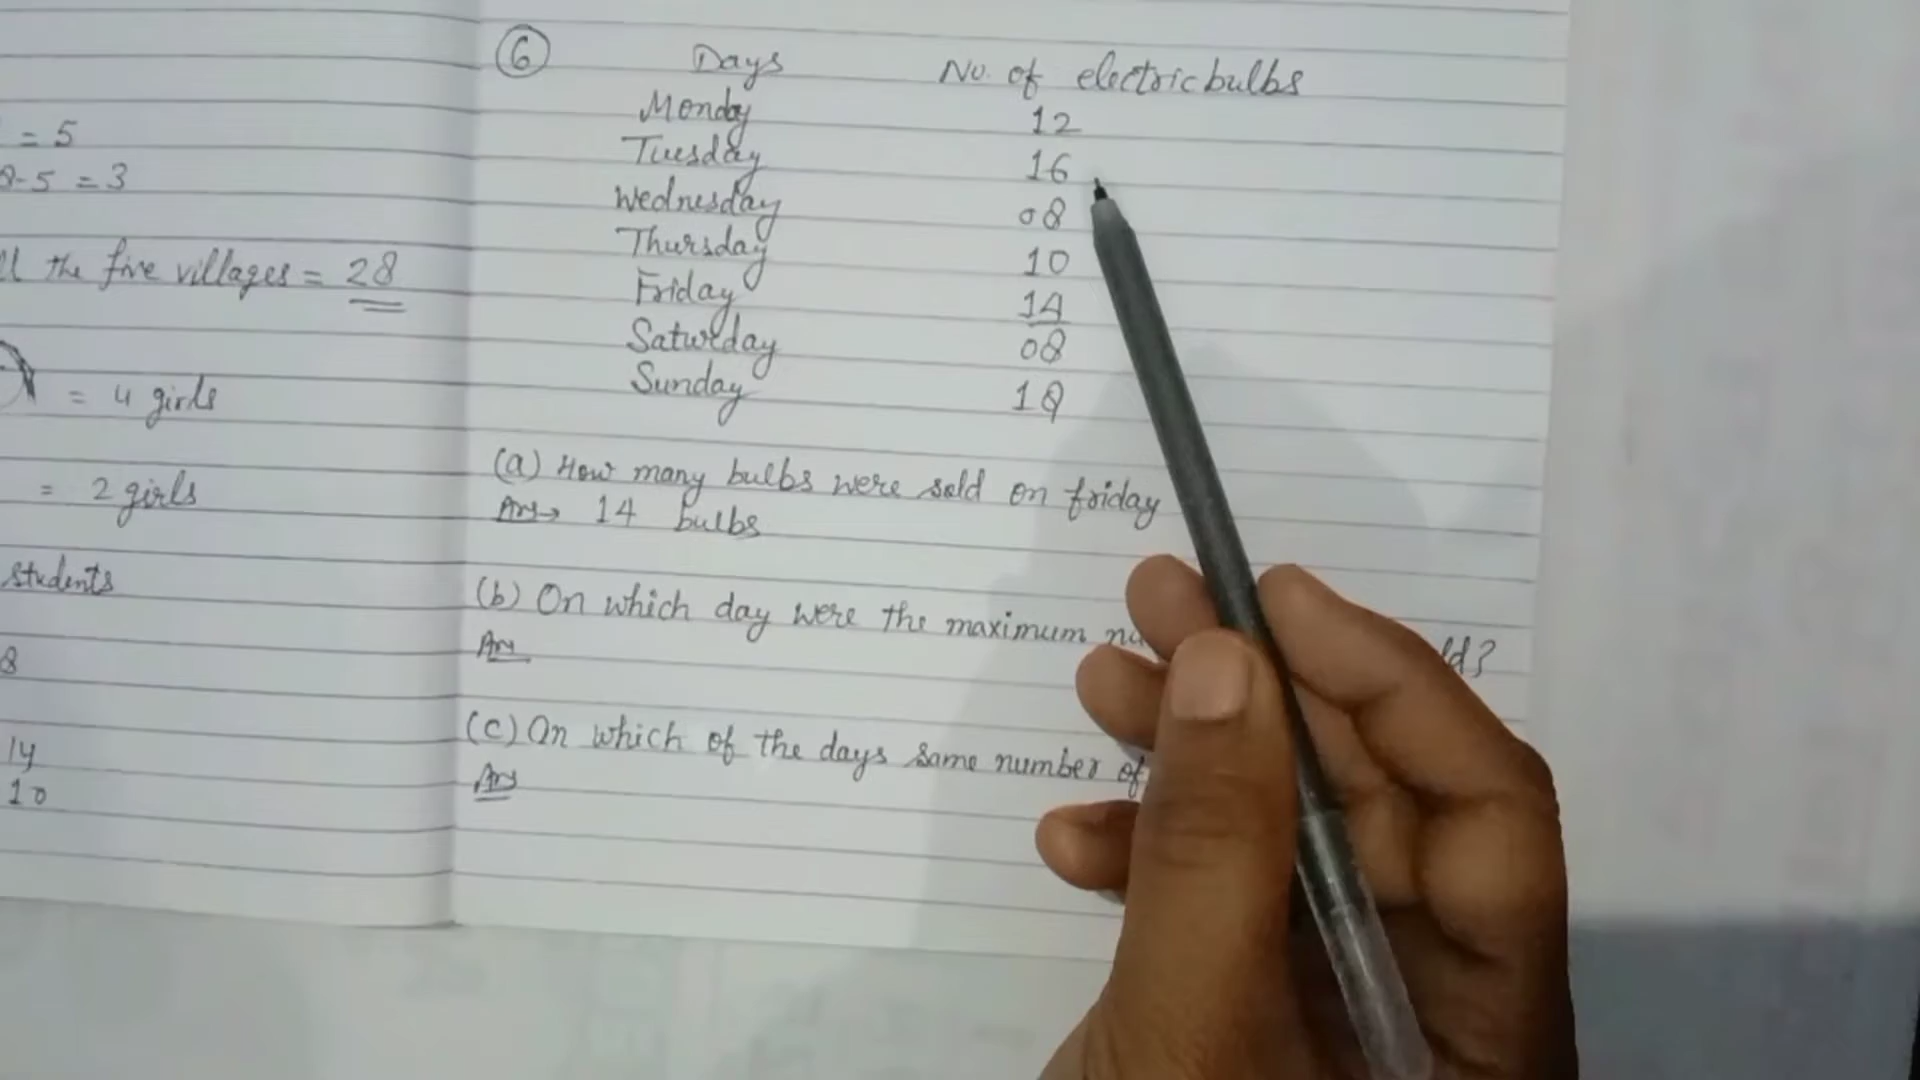 = 5
8-5 = 3
ll the five villages = 28
= 4 girls
= 2 girls
students
8
14
10
6
Days No. of electric bulbs
Monday 12
Tuesday 16
Wednesday 08
Thursday 10
Friday 14
Saturday 08
Sunday 18
(a) How many bulbs were sold on friday
Ans→ 14 bulbs
(b) On which day were the maximum nu ld?
Ans
(c) On which of the days same number of
Ans